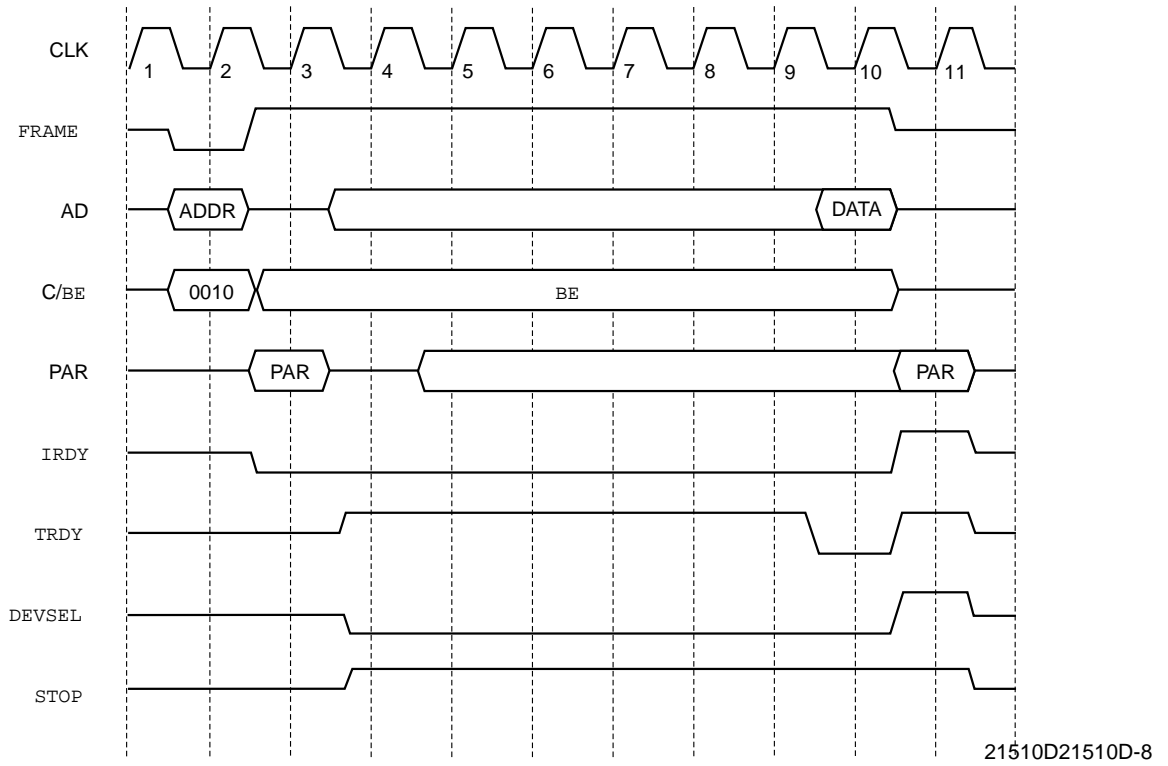 CLK
1 2 3 4 5 6 7 8 9 10 11
FRAME
AD ADDR DATA
C/BE 0010 BE
PAR PAR PAR
IRDY
TRDY
DEVSEL
STOP
21510D21510D-8